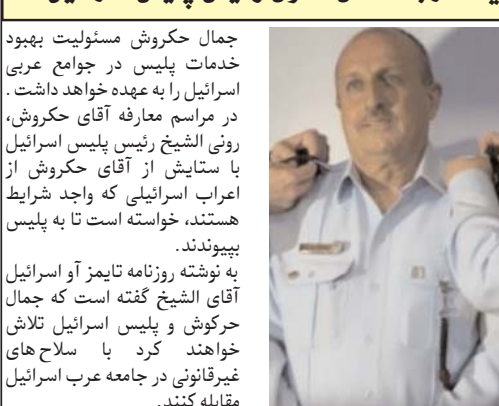 جمال حکروش مسئولیت بهبود
خدمات پلیس در جوامع عربی
اسرائیل را به عهده خواهد داشت .
در مراسم معارفه آقای حکروش،
رونی الشیخ رئیس پلیس اسرائیل
با ستایش از آقای حکروش از
اعراب اسرائیلی که واجد شرایط
هستند، خواسته است تا به پلیس
بپیوندند.
به نوشته روزنامه تایمز آو اسرائیل
آقای الشیخ گفته است که جمال
حرکوش و پلیس اسرائیل تلاش
خواهند کرد با سلاح های
غیرقانونی در جامعه عرب اسرائیل
مقابله کنند.